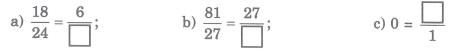 а) 18/24 = 6/□; б) 81/27 = 27/□; с) 0 = □/1